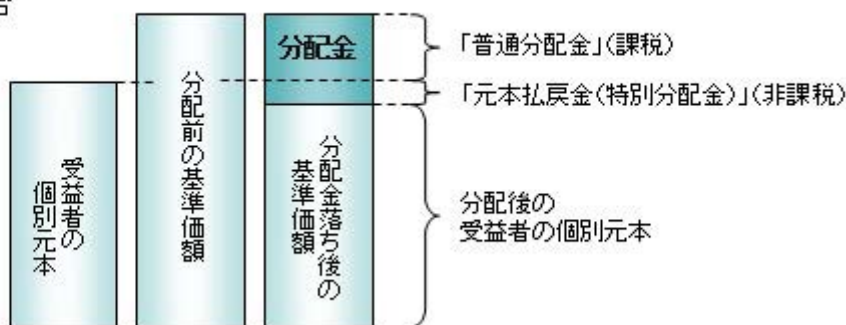 分配金
「普通分配金」(課税)
「元本払戻金(特別分配金)」(非課税)
受益者の
個別元本
分配前の基準価額
分配金落ち後の
基準価額
分配後の
受益者の個別元本